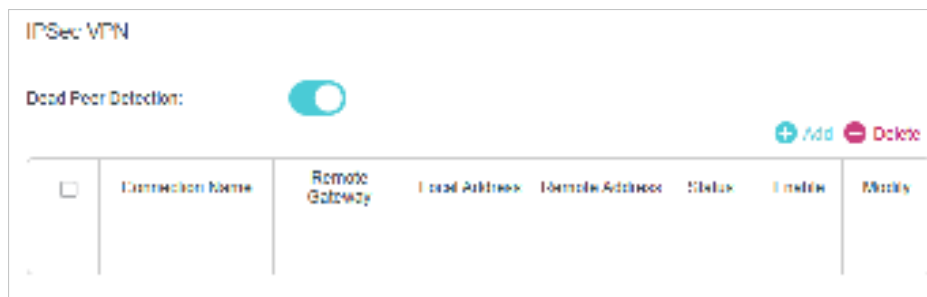 IPSec VPN
Dead Peer Detection:
Add Delete
Connection Name Remote Gateway Local Address Remote Address Status Enable Modify